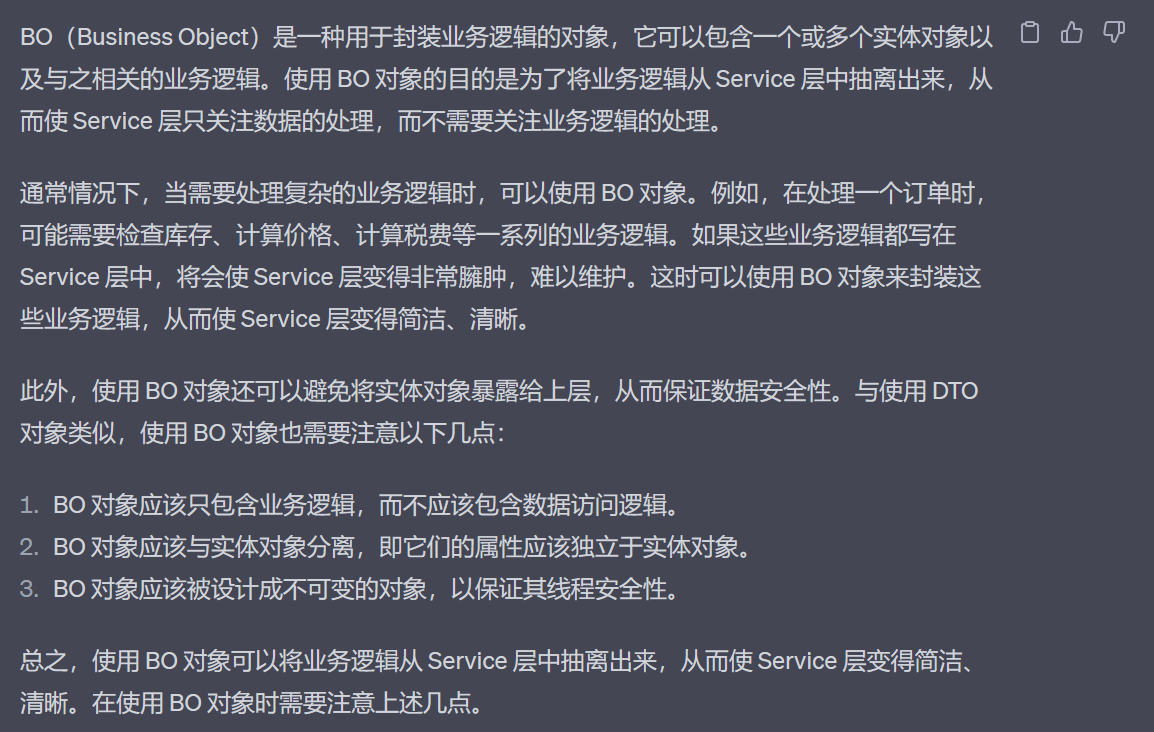 BO（Business Object）是一种用于封装业务逻辑的对象，它可以包含一个或多个实体对象以
及与之相关的业务逻辑。使用 BO 对象的目的是为了将业务逻辑从 Service 层中抽离出来，从
而使 Service 层只关注数据的处理，而不需要关注业务逻辑的处理。
通常情况下，当需要处理复杂的业务逻辑时，可以使用 BO 对象。例如，在处理一个订单时，
可能需要检查库存、计算价格、计算税费等一系列的业务逻辑。如果这些业务逻辑都写在
Service 层中，将会使 Service 层变得非常臃肿，难以维护。这时可以使用 BO 对象来封装这
些业务逻辑，从而使 Service 层变得简洁、清晰。
此外，使用 BO 对象还可以避免将实体对象暴露给上层，从而保证数据安全性。与使用 DTO
对象类似，使用 BO 对象也需要注意以下几点：
1. BO 对象应该只包含业务逻辑，而不应该包含数据访问逻辑。
2. BO 对象应该与实体对象分离，即它们的属性应该独立于实体对象。
3. BO 对象应该被设计成不可变的对象，以保证其线程安全性。
总之，使用 BO 对象可以将业务逻辑从 Service 层中抽离出来，从而使 Service 层变得简洁、
清晰。在使用 BO 对象时需要注意上述几点。